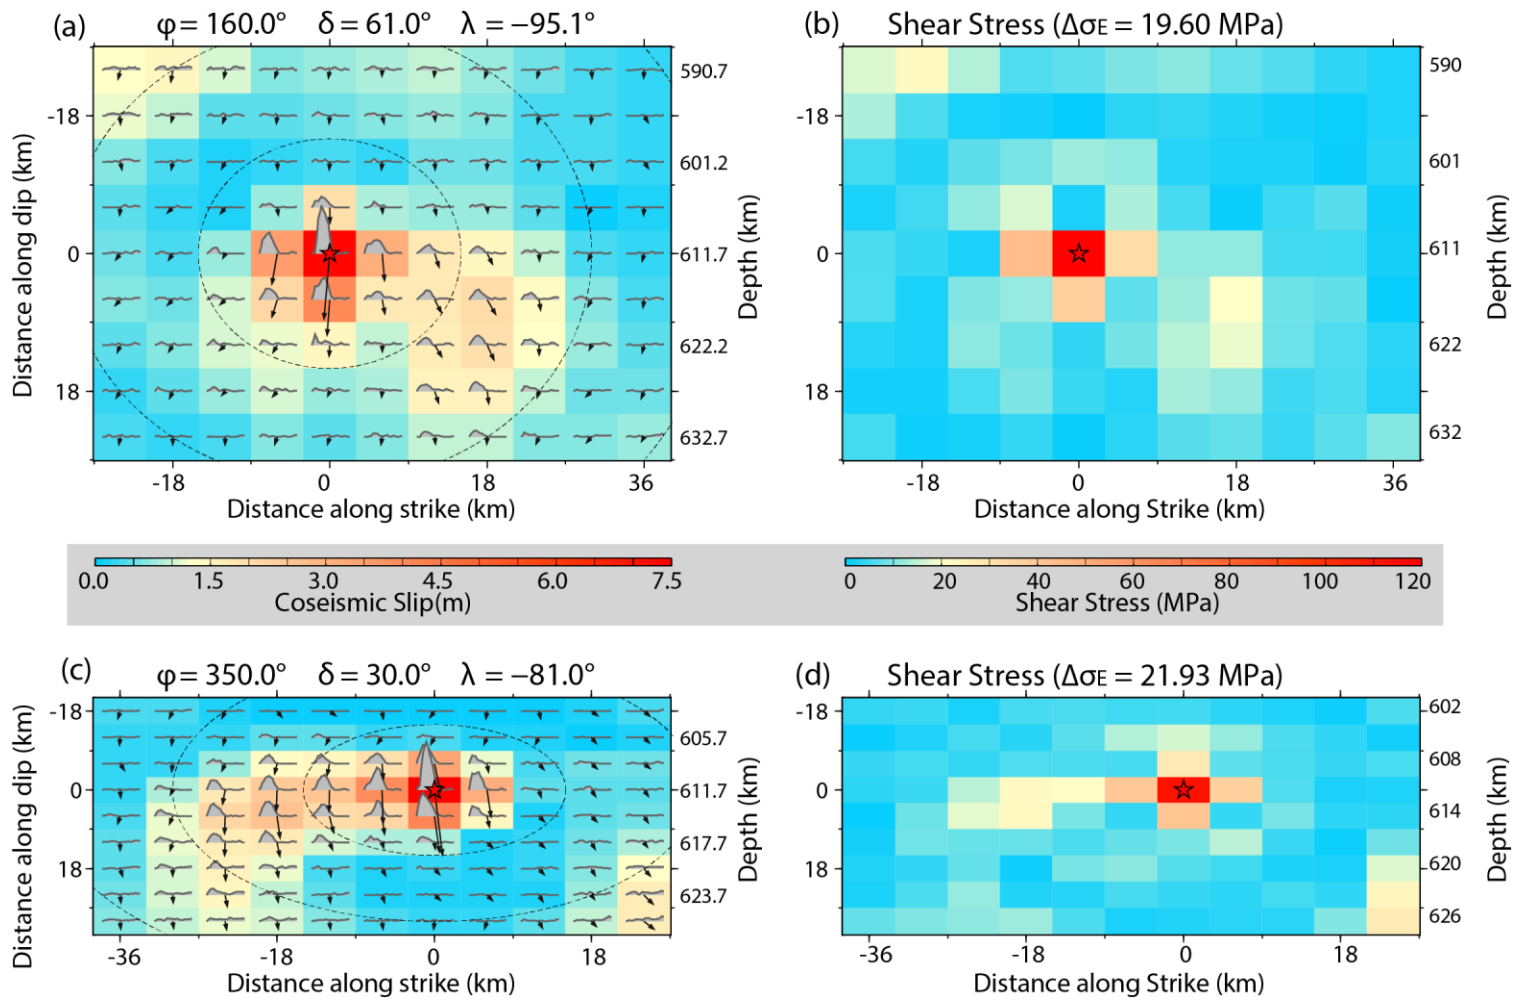 (a) φ = 160.0° δ = 61.0° λ = −95.1°
(b) Shear Stress (ΔσE = 19.60 MPa)
Distance along dip (km)
-18
0
18
590.7
601.2
611.7
622.2
632.7
Depth (km)
-18 0 18 36
Distance along strike (km)
-18
0
18
590
601
611
622
632
Depth (km)
-18 0 18 36
Distance along Strike (km)
0.0 1.5 3.0 4.5 6.0 7.5
Coseismic Slip(m)
0 20 40 60 80 100 120
Shear Stress (MPa)
(c) φ = 350.0° δ = 30.0° λ = −81.0°
(d) Shear Stress (ΔσE = 21.93 MPa)
Distance along dip (km)
-18
0
18
605.7
611.7
617.7
623.7
Depth (km)
-36 -18 0 18
Distance along strike (km)
-18
0
18
602
608
614
620
626
Depth (km)
-36 -18 0 18
Distance along Strike (km)